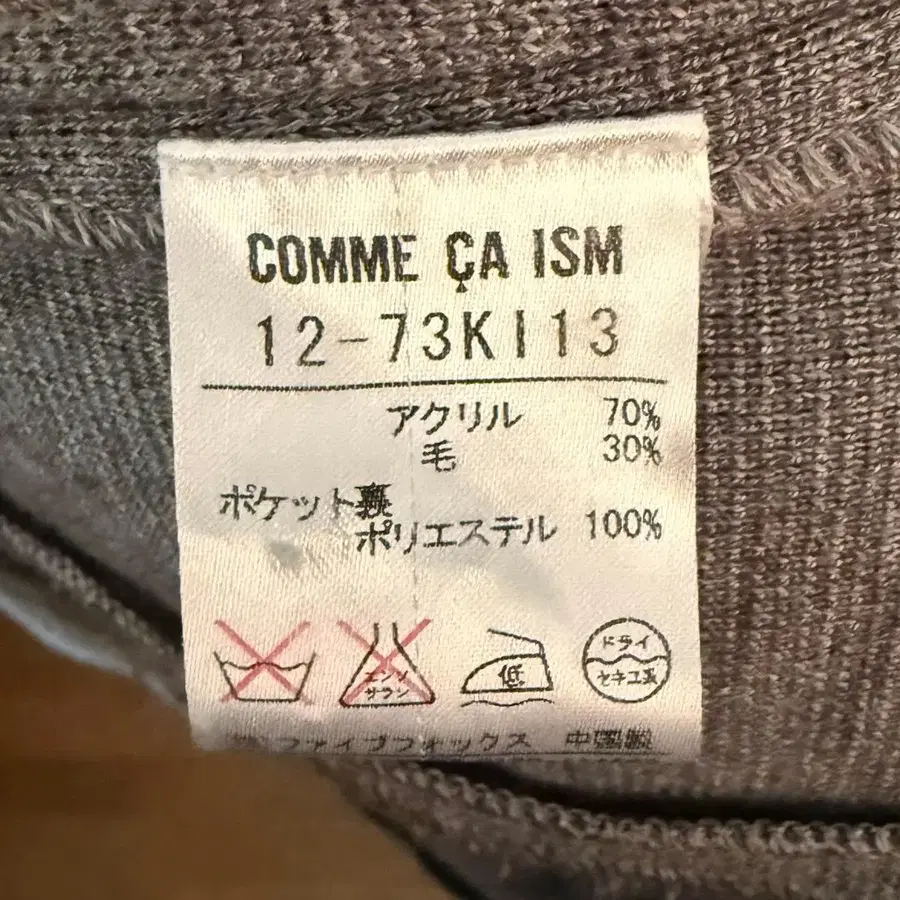 COMME ÇA ISM
12-73KI13
アクリル 70%
毛 30%
ポケット裏
ポリエステル 100%
エンソ
サラシ
低
ドライ
セキユ系
ファイブフォックス 中国製